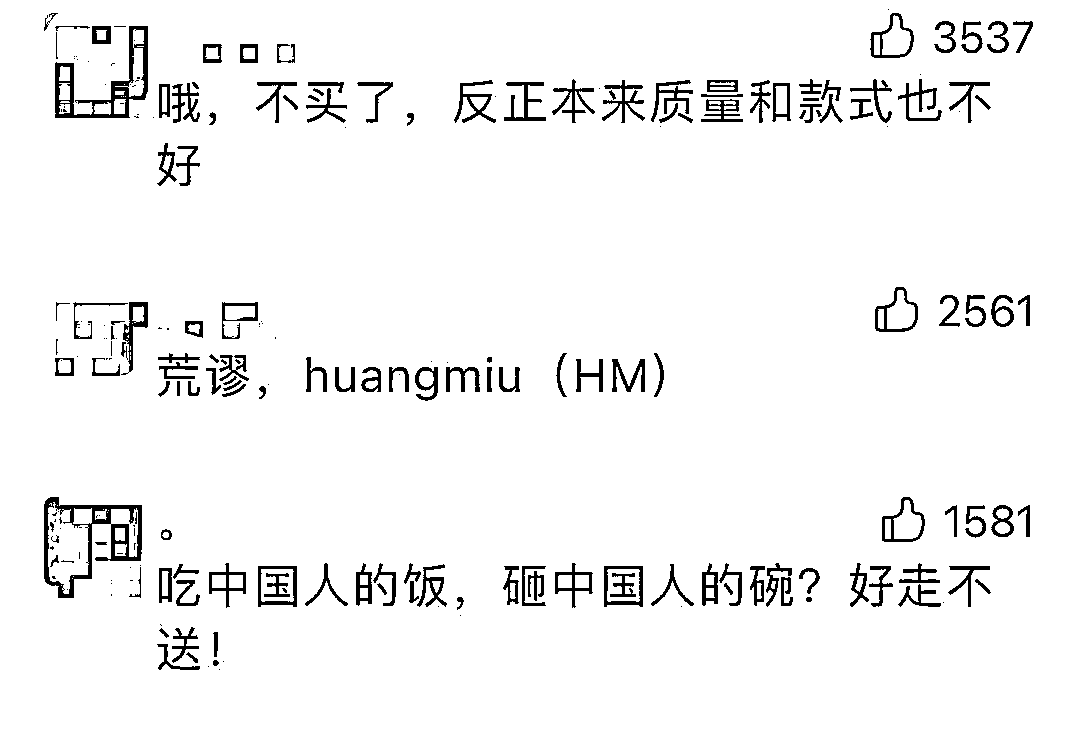 3537
哦，不买了，反正本来质量和款式也不
好
2561
荒谬，huangmiu（HM）
。
1581
吃中国人的饭，砸中国人的碗？好走不
送！